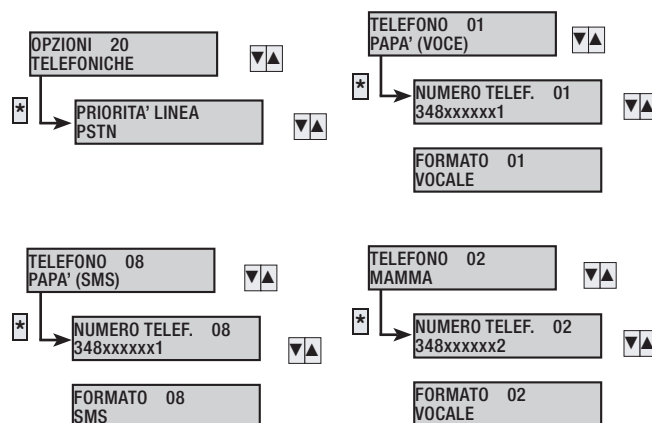 OPZIONI 20
TELEFONICHE
*
PRIORITA' LINEA
PSTN
TELEFONO 01
PAPA' (VOCE)
*
NUMERO TELEF. 01
348xxxxxx1
FORMATO 01
VOCALE
TELEFONO 08
PAPA' (SMS)
*
NUMERO TELEF. 08
348xxxxxx1
FORMATO 08
SMS
TELEFONO 02
MAMMA
*
NUMERO TELEF. 02
348xxxxxx2
FORMATO 02
VOCALE